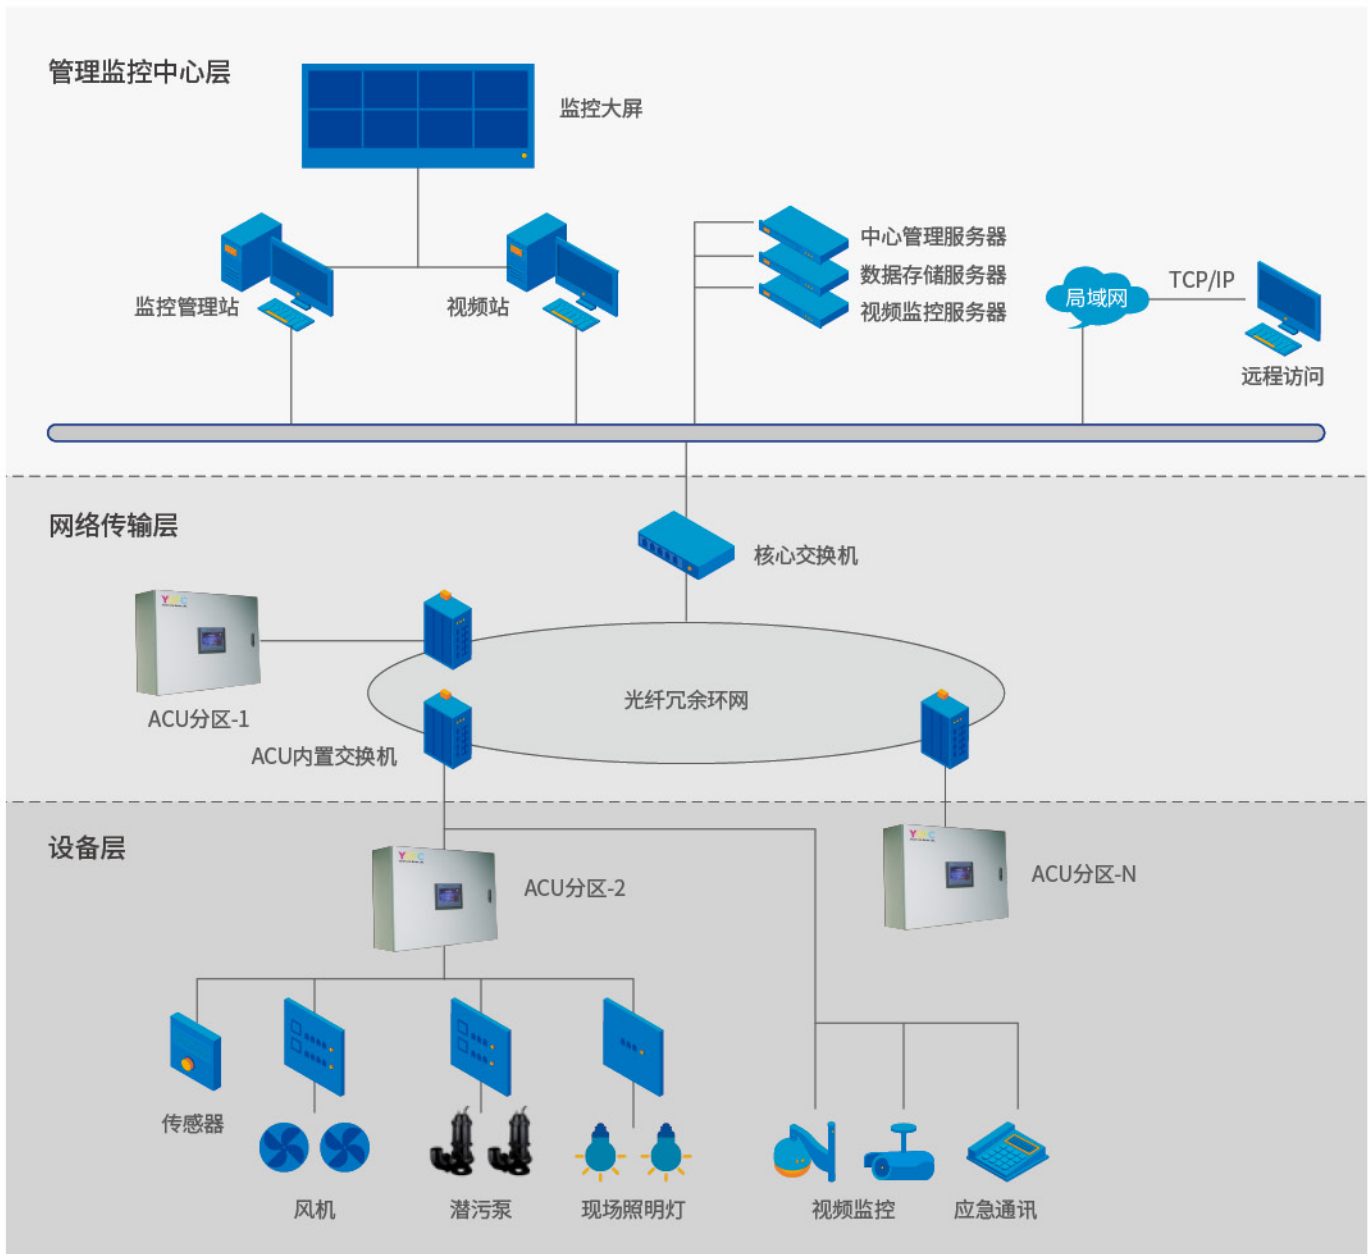 管理监控中心层
监控大屏
中心管理服务器
数据存储服务器
视频监控服务器
监控管理站
视频站
局域网
TCP/IP
远程访问
网络传输层
核心交换机
光纤冗余环网
ACU分区-1
ACU内置交换机
设备层
ACU分区-2
ACU分区-N
传感器
风机
潜污泵
现场照明灯
视频监控
应急通讯